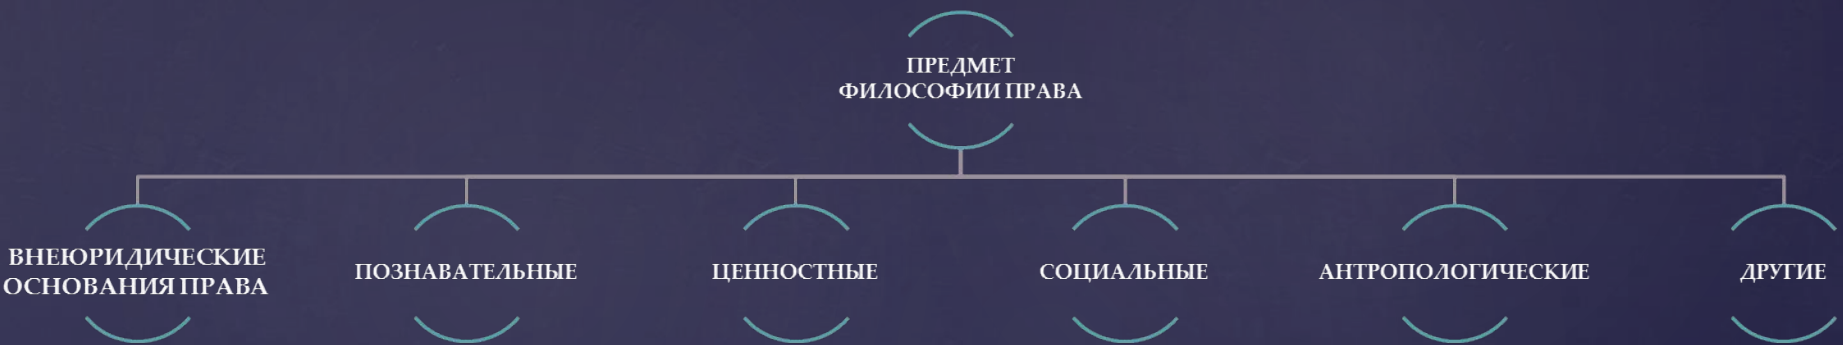 ПРЕДМЕТ
ФИЛОСОФИИ ПРАВА
ВНЕЮРИДИЧЕСКИЕ
ОСНОВАНИЯ ПРАВА
ПОЗНАВАТЕЛЬНЫЕ
ЦЕННОСТНЫЕ
СОЦИАЛЬНЫЕ
АНТРОПОЛОГИЧЕСКИЕ
ДРУГИЕ